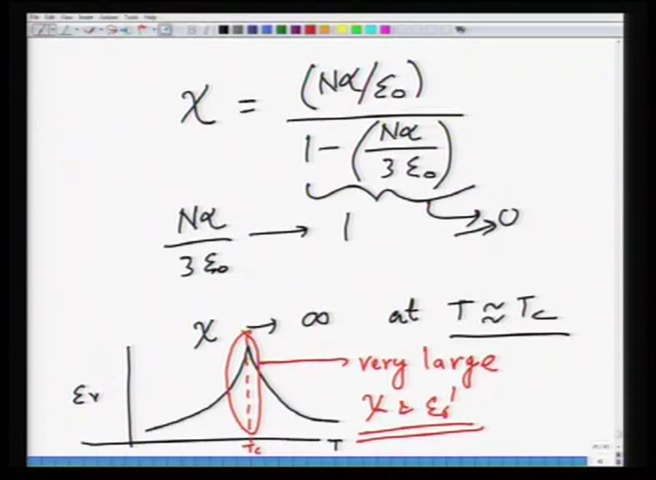 χ = (Nα/ε₀) / 1 − (Nα / 3ε₀)
→ 0
Nα / 3ε₀ → 1
χ → ∞ at T ≈ Tc
very large
χ & εr'
εr
Tc
T